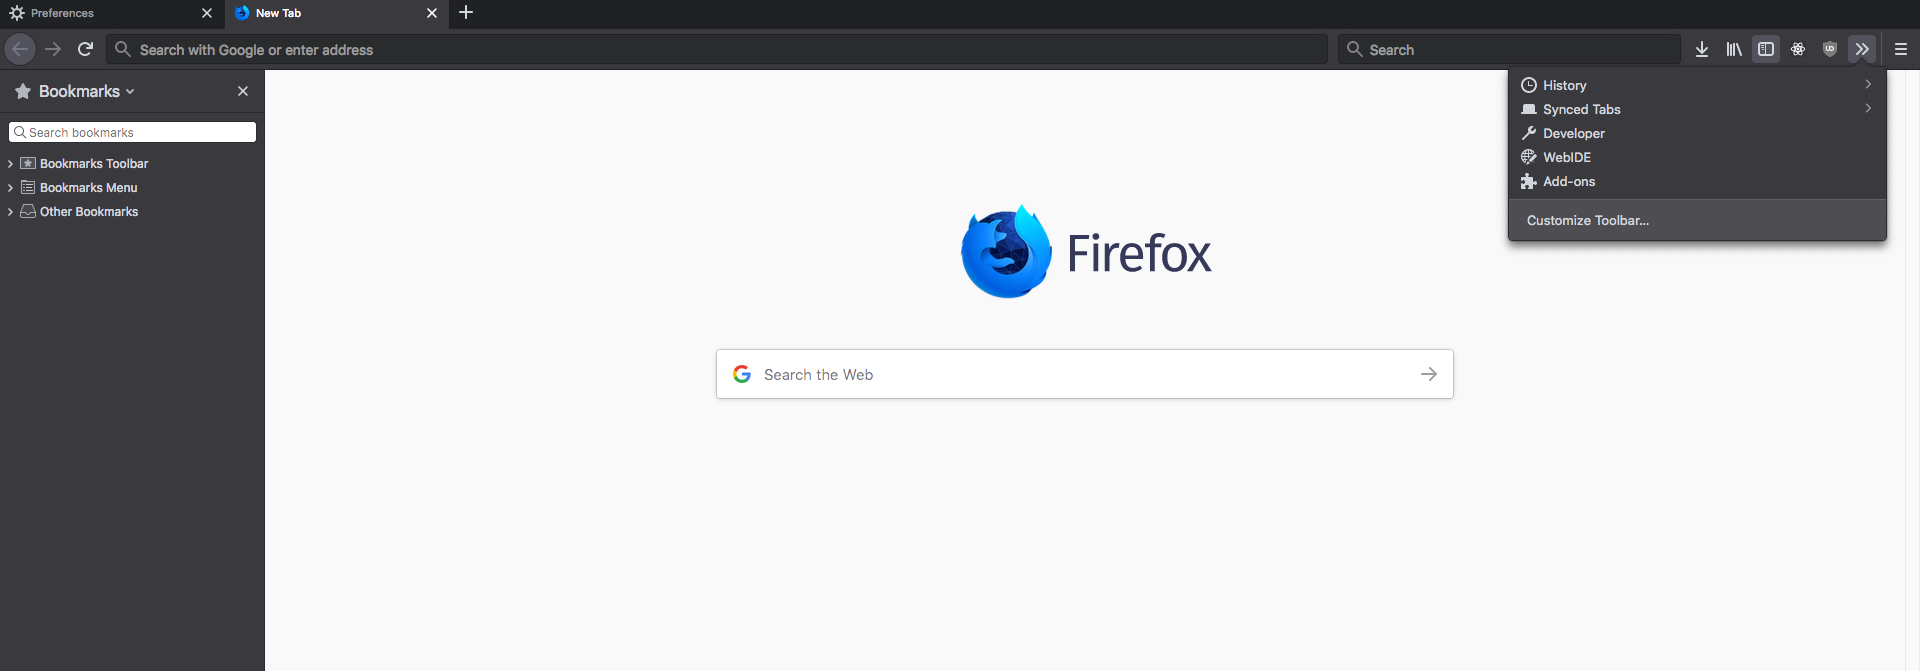 Preferences
New Tab
Search with Google or enter address
Search
Bookmarks
Search bookmarks
Bookmarks Toolbar
Bookmarks Menu
Other Bookmarks
History
Synced Tabs
Developer
WebIDE
Add-ons
Customize Toolbar...
Firefox
Search the Web